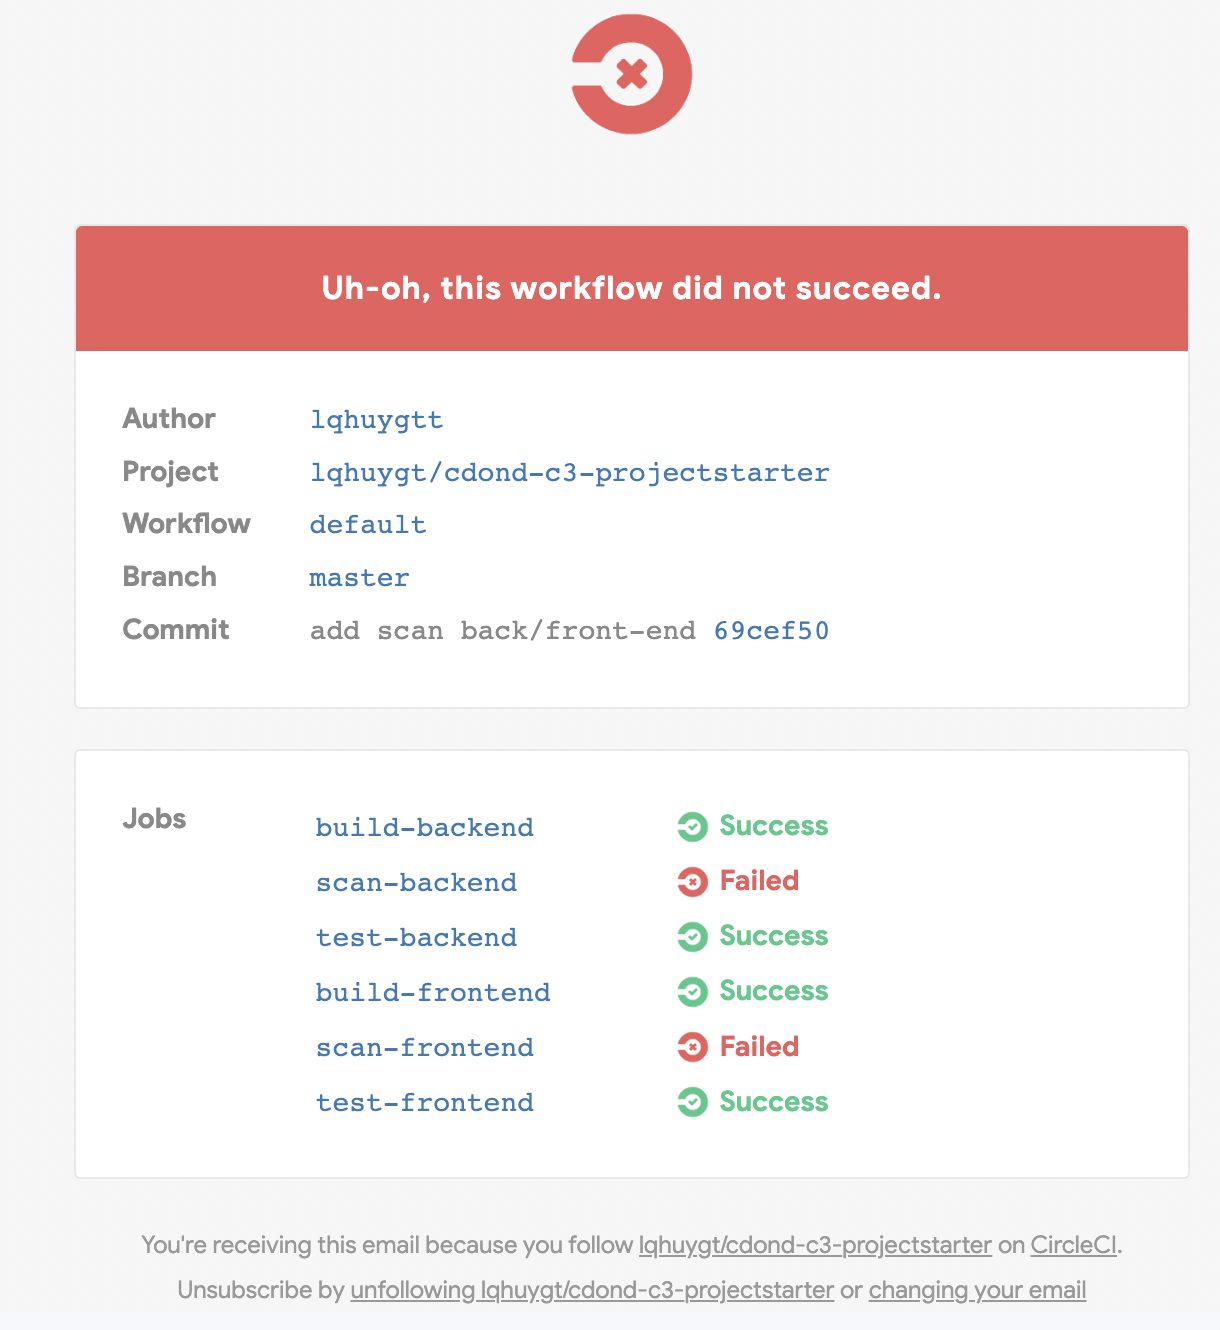 Uh-oh, this workflow did not succeed.
Author lqhuygtt
Project lqhuygt/cdond-c3-projectstarter
Workflow default
Branch master
Commit add scan back/front-end 69cef50
Jobs build-backend Success
scan-backend Failed
test-backend Success
build-frontend Success
scan-frontend Failed
test-frontend Success
You're receiving this email because you follow lqhuygt/cdond-c3-projectstarter on CircleCI.
Unsubscribe by unfollowing lqhuygt/cdond-c3-projectstarter or changing your email